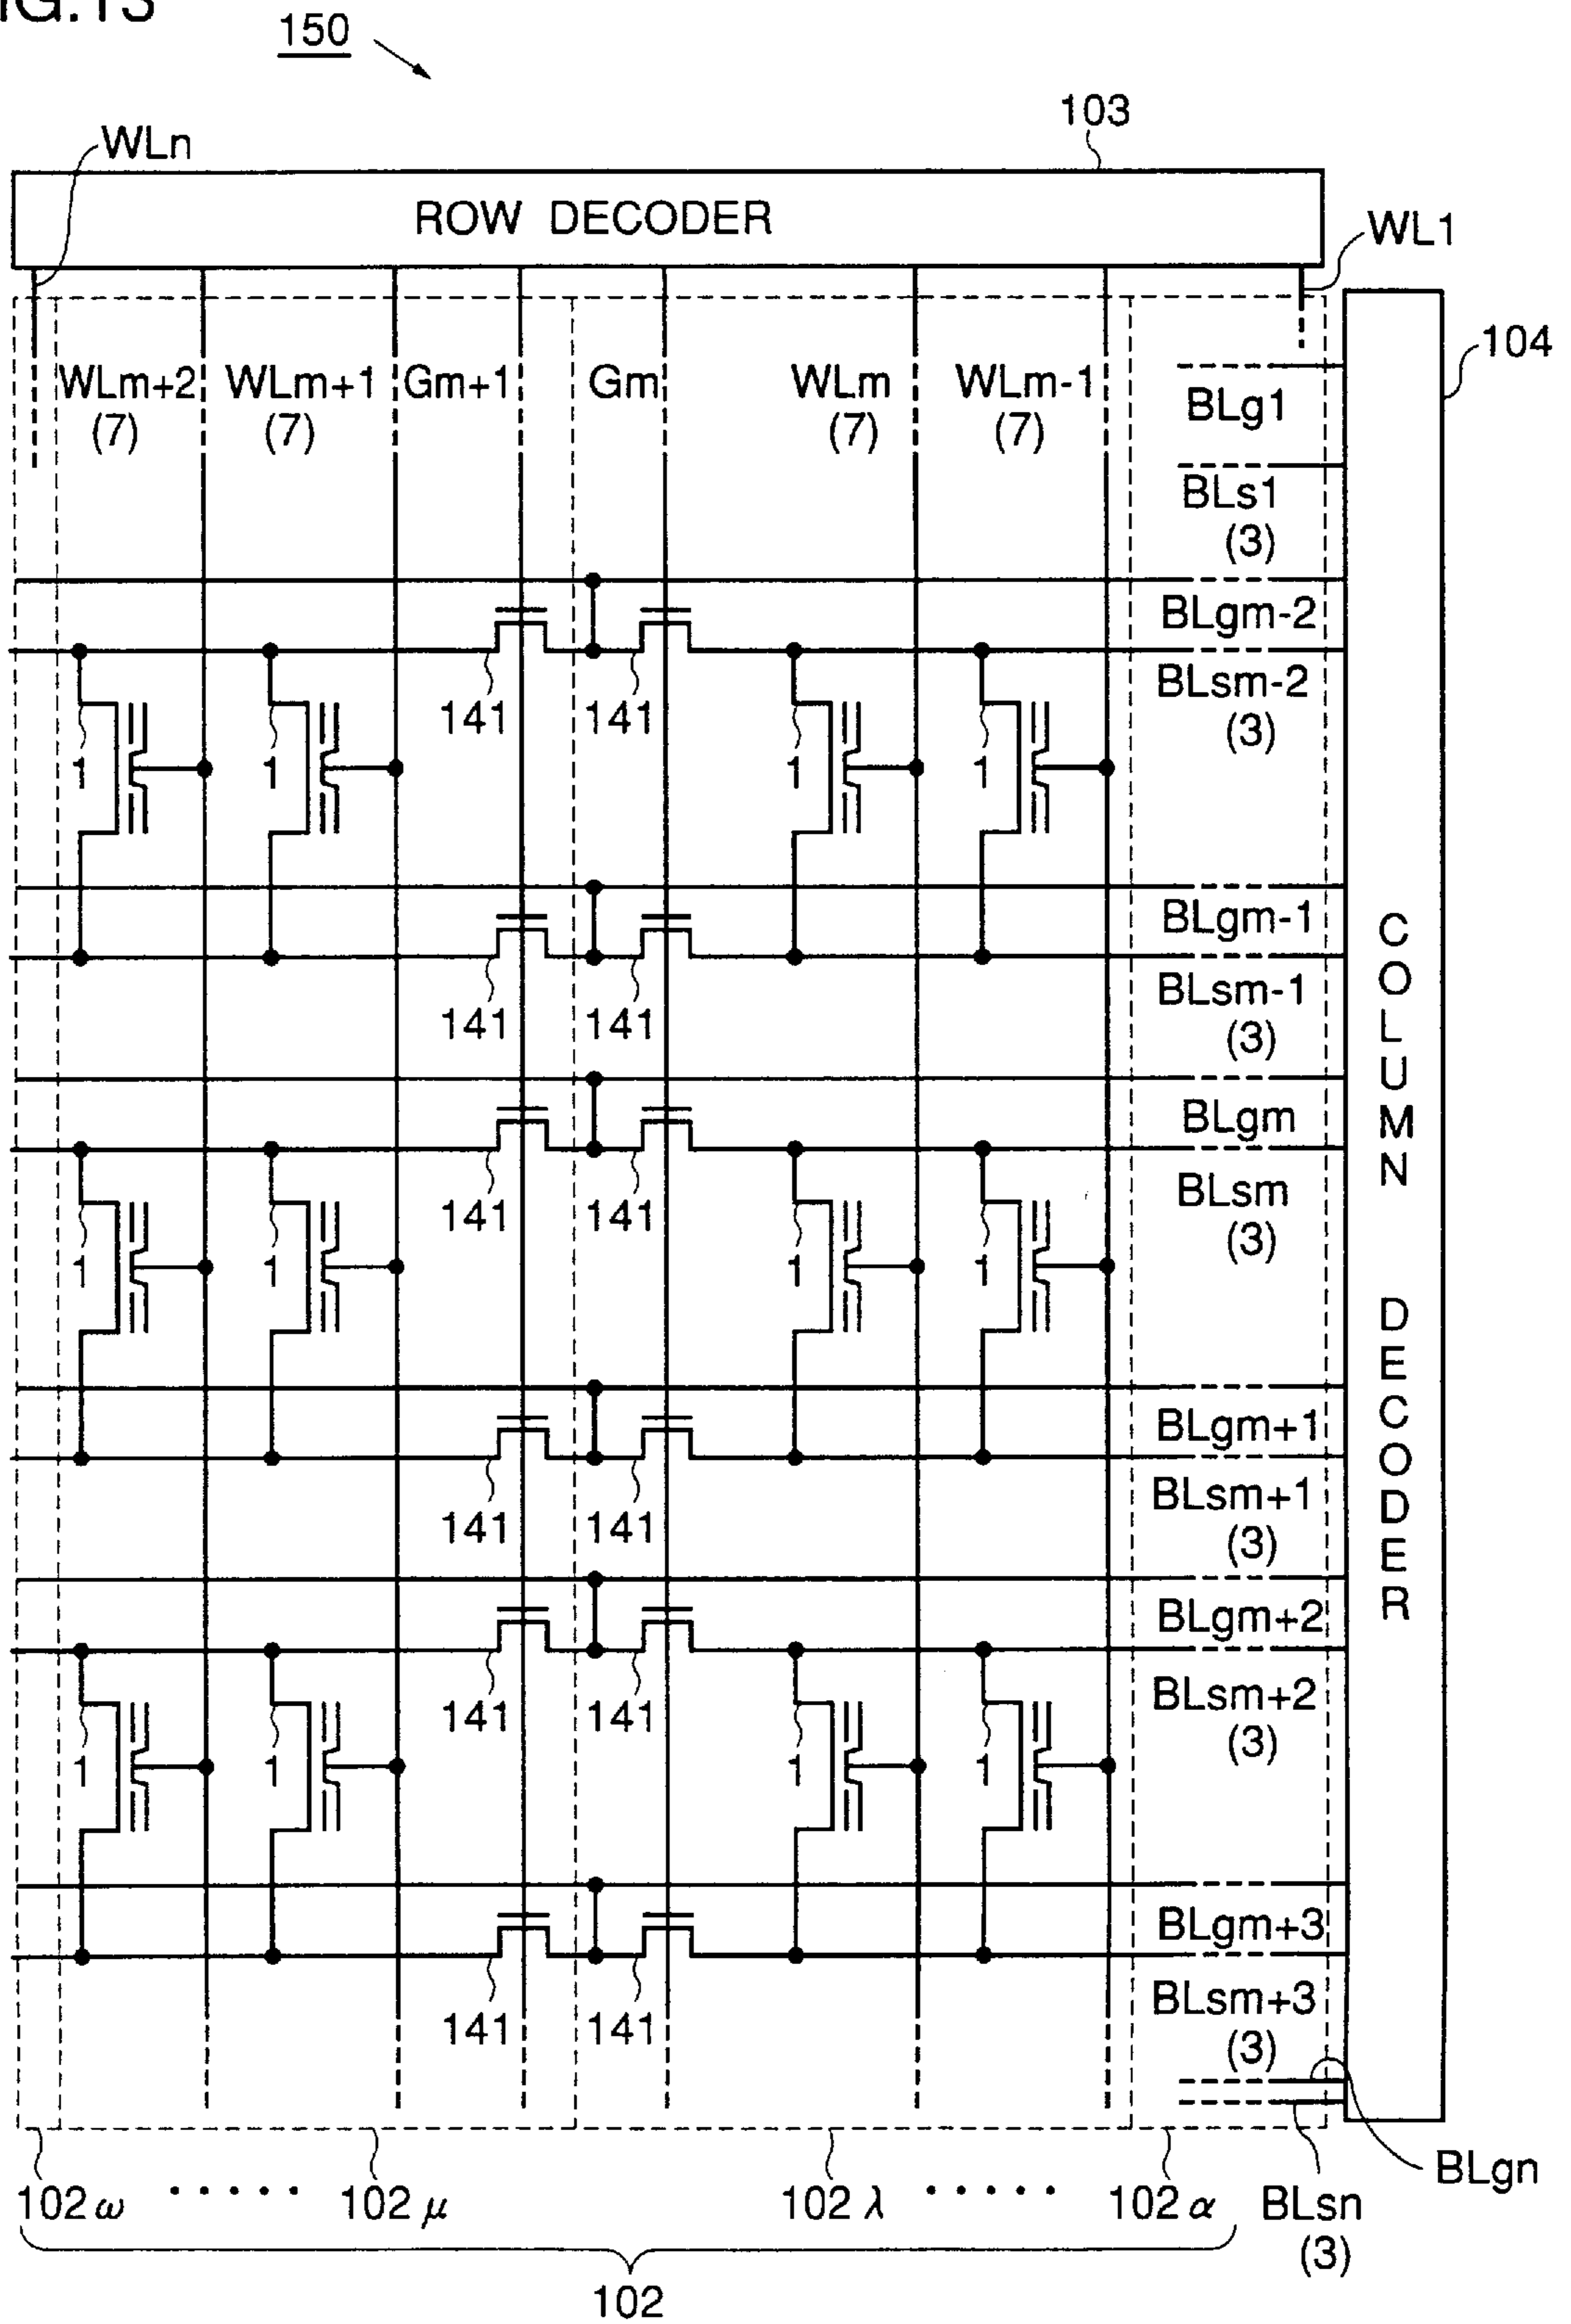 FIG.13
150
103
WLn
ROW DECODER
WL1
104
WLm+2 WLm+1 Gm+1 Gm WLm WLm-1
(7) (7) (7) (7)
BLg1
BLs1
(3)
BLgm-2
BLsm-2
(3)
141 141
1 1 1 1
BLgm-1
BLsm-1
(3)
141 141
BLgm
BLsm
(3)
141 141
1 1 1 1
BLgm+1
BLsm+1
(3)
141 141
BLgm+2
BLsm+2
(3)
141 141
1 1 1 1
BLgm+3
BLsm+3
(3)
141 141
COLUMN DECODER
BLgn
BLsn
(3)
102ω ····· 102μ 102λ ······ 102α
102